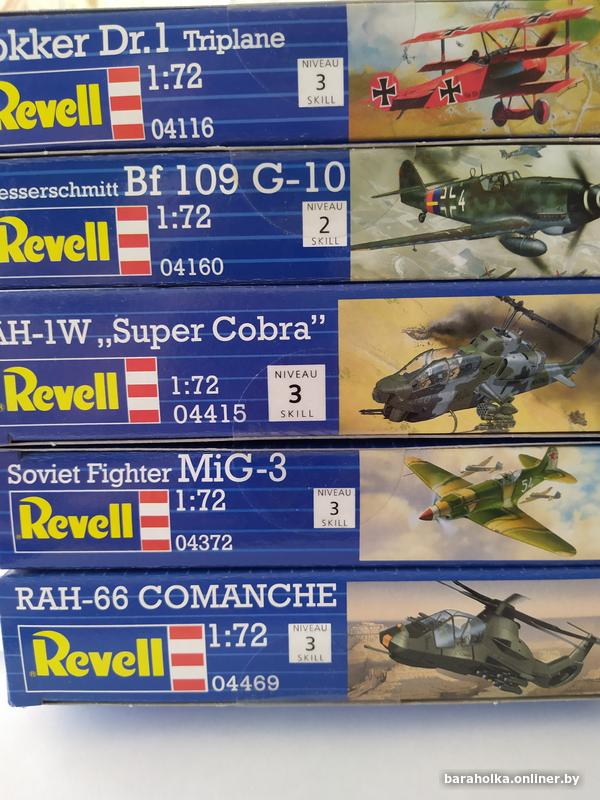 okker Dr.1 Triplane
Revell
1:72
04116
NIVEAU
3
SKILL
esserschmitt Bf 109 G-10
Revell
1:72
04160
NIVEAU
2
SKILL
4
AH-1W „Super Cobra”
Revell
1:72
04415
NIVEAU
3
SKILL
Soviet Fighter MiG-3
Revell
1:72
04372
NIVEAU
3
SKILL
54
RAH-66 COMANCHE
Revell
1:72
04469
NIVEAU
3
SKILL
baraholka.onliner.by